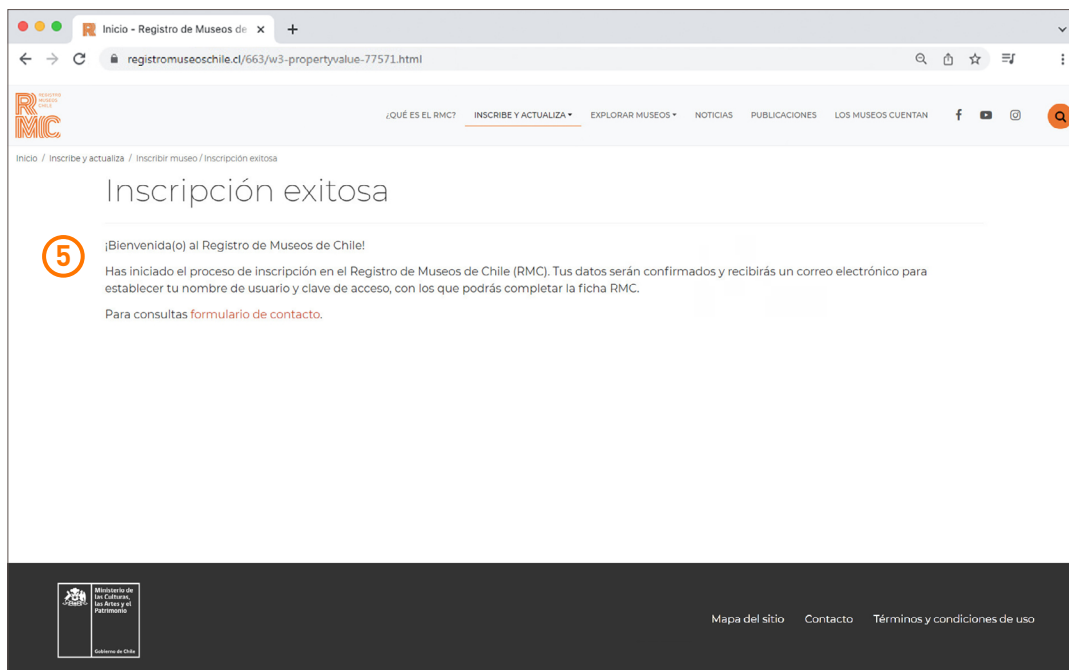 Inicio - Registro de Museos de
registromuseoschile.cl/663/w3-propertyvalue-77571.html
REGISTRO
MUSEOS
CHILE
RMC
¿QUÉ ES EL RMC? INSCRIBE Y ACTUALIZA EXPLORAR MUSEOS NOTICIAS PUBLICACIONES LOS MUSEOS CUENTAN
Inicio / Inscribe y actualiza / Inscribir museo / Inscripción exitosa
Inscripción exitosa
5
¡Bienvenida(o) al Registro de Museos de Chile!
Has iniciado el proceso de inscripción en el Registro de Museos de Chile (RMC). Tus datos serán confirmados y recibirás un correo electrónico para
establecer tu nombre de usuario y clave de acceso, con los que podrás completar la ficha RMC.
Para consultas formulario de contacto.
Ministerio de
las Culturas,
las Artes y el
Patrimonio
Gobierno de Chile
Mapa del sitio Contacto Términos y condiciones de uso